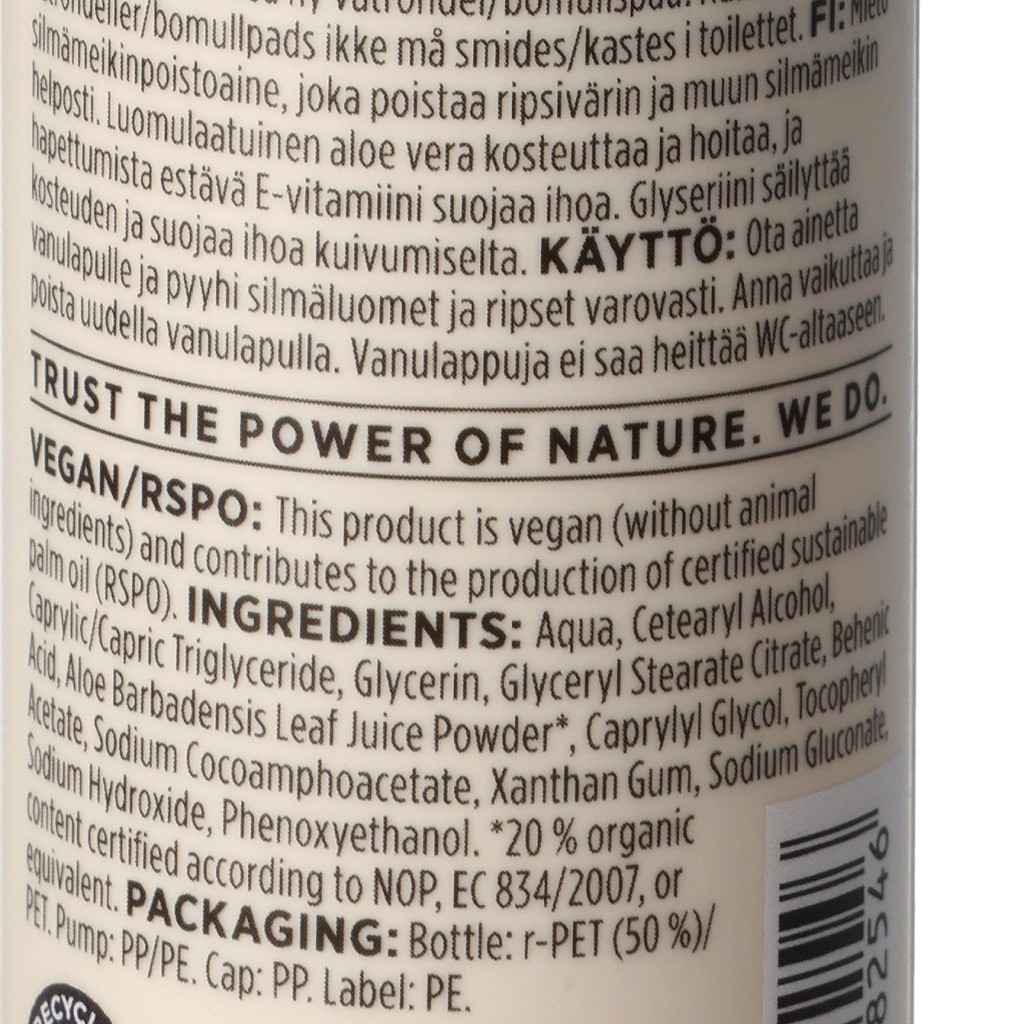 bomullpads ikke må smides/kastes i toilettet. FI: Mieto
silmämeikinpoistoaine, joka poistaa ripsivärin ja muun silmämeikin
helposti. Luomulaatuinen aloe vera kosteuttaa ja hoitaa, ja
hapettumista estävä E-vitamiini suojaa ihoa. Glyseriini säilyttää
kosteuden ja suojaa ihoa kuivumiselta. KÄYTTÖ: Ota ainetta
vanulapulle ja pyyhi silmäluomet ja ripset varovasti. Anna vaikuttaa ja
poista uudella vanulapulla. Vanulappuja ei saa heittää WC-altaaseen.
TRUST THE POWER OF NATURE. WE DO.
VEGAN/RSPO: This product is vegan (without animal
ingredients) and contributes to the production of certified sustainable
palm oil (RSPO). INGREDIENTS: Aqua, Cetearyl Alcohol,
Caprylic/Capric Triglyceride, Glycerin, Glyceryl Stearate Citrate, Behenic
Acid, Aloe Barbadensis Leaf Juice Powder*, Caprylyl Glycol, Tocopheryl
Acetate, Sodium Cocoamphoacetate, Xanthan Gum, Sodium Gluconate,
Sodium Hydroxide, Phenoxyethanol. *20 % organic
content certified according to NOP, EC 834/2007, or
equivalent. PACKAGING: Bottle: r-PET (50 %)/
PET. Pump: PP/PE. Cap: PP. Label: PE.
82546